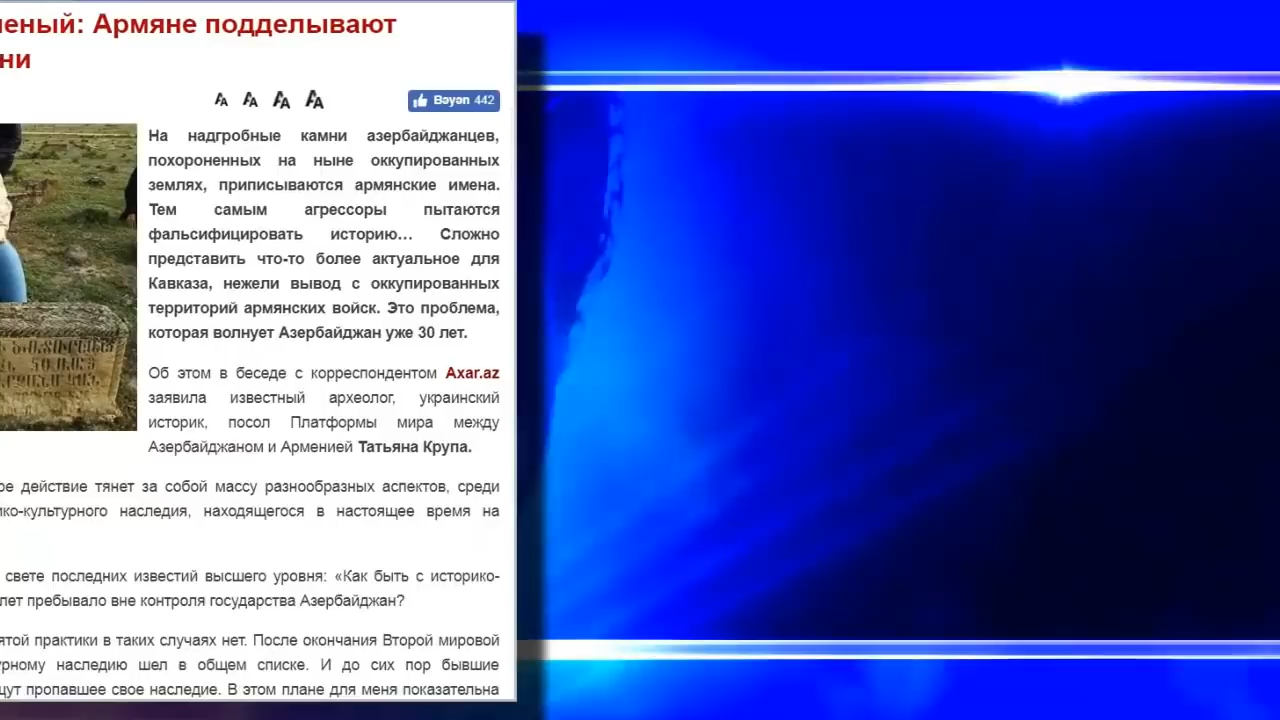 еный: Армяне подделывают
ни
Bəyən 442
На надгробные камни азербайджанцев,
похороненных на ныне оккупированных
землях, приписываются армянские имена.
Тем самым агрессоры пытаются
фальсифицировать историю… Сложно
представить что-то более актуальное для
Кавказа, нежели вывод с оккупированных
территорий армянских войск. Это проблема,
которая волнует Азербайджан уже 30 лет.
Об этом в беседе с корреспондентом Axar.az
заявила известный археолог, украинский
историк, посол Платформы мира между
Азербайджаном и Арменией Татьяна Крупа.
ое действие тянет за собой массу разнообразных аспектов, среди
ико-культурного наследия, находящегося в настоящее время на
свете последних известий высшего уровня: «Как быть с историко-
лет пребывало вне контроля государства Азербайджан?
ятой практики в таких случаях нет. После окончания Второй мировой
урному наследию шел в общем списке. И до сих пор бывшие
щут пропавшее свое наследие. В этом плане для меня показательна